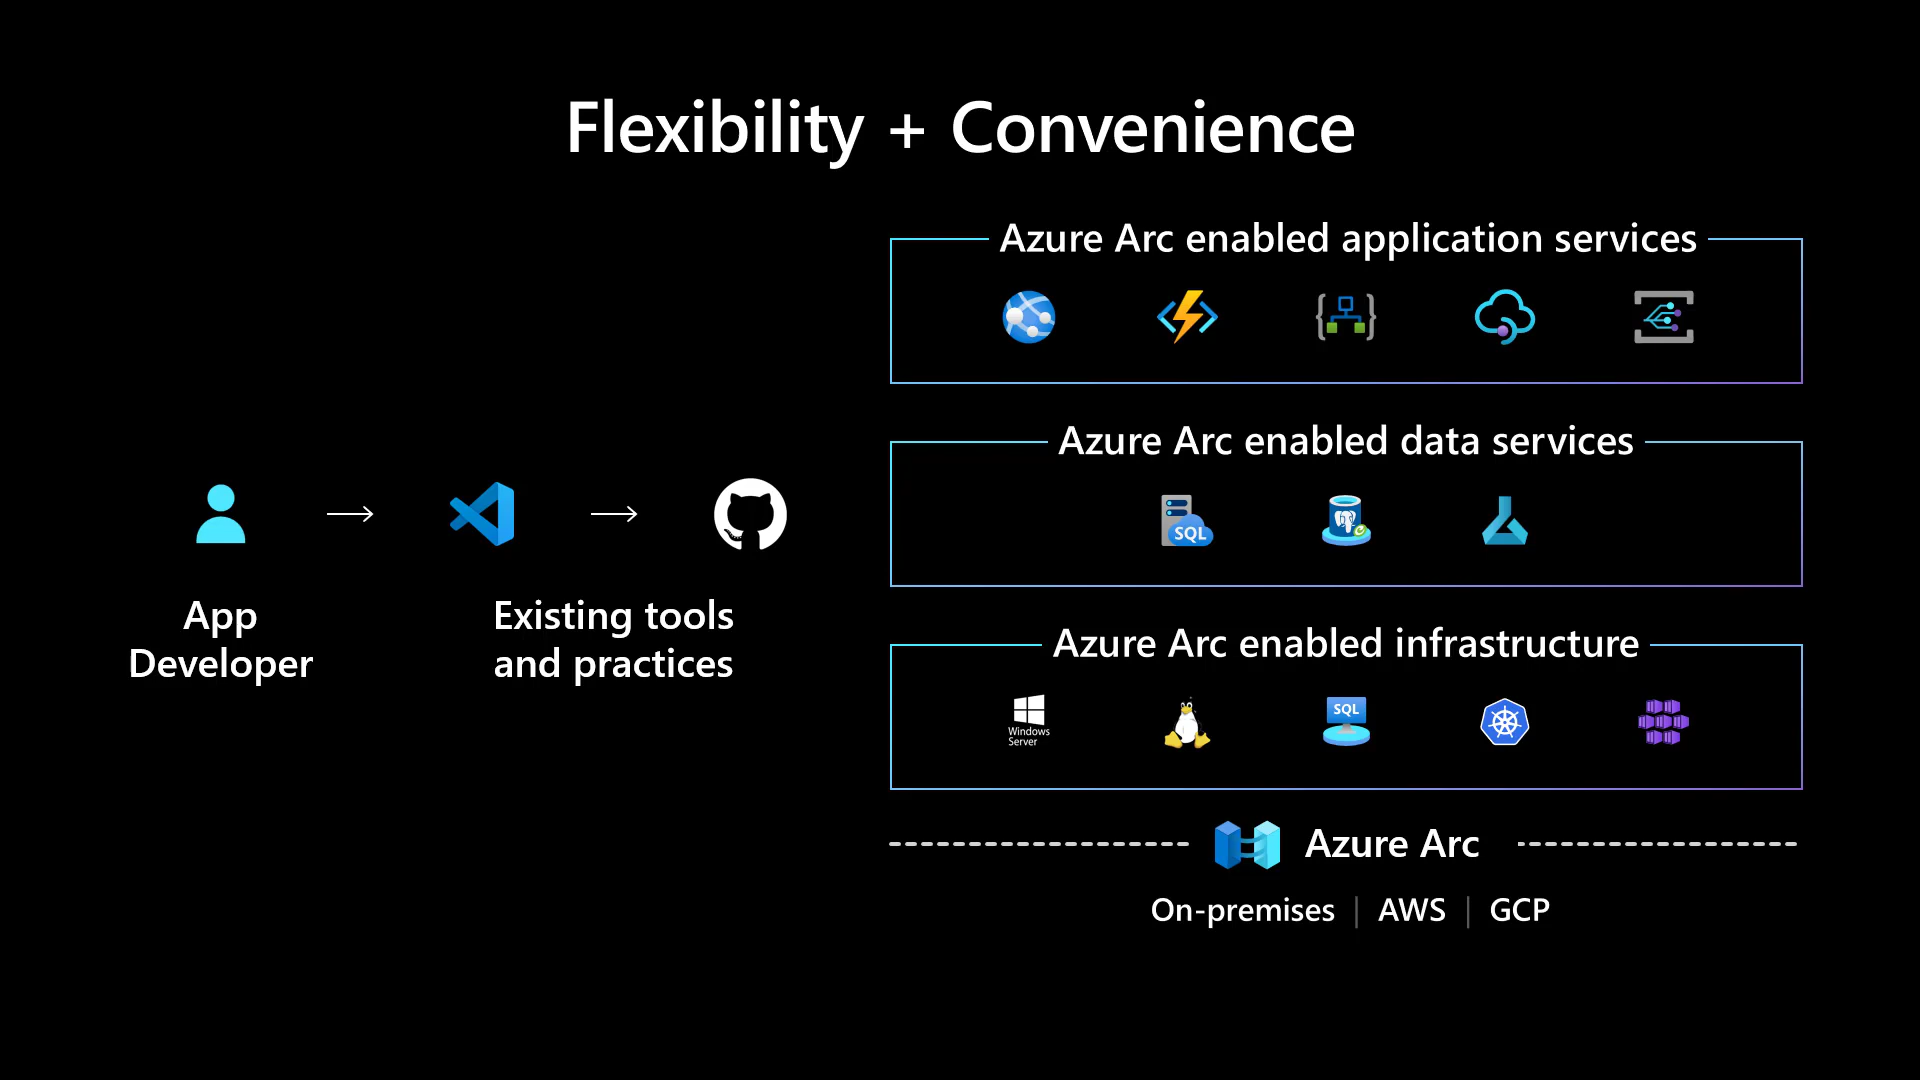 Flexibility + Convenience
App
Developer
Existing tools
and practices
Azure Arc enabled application services
Azure Arc enabled data services
SQL
Azure Arc enabled infrastructure
Windows
Server
SQL
Azure Arc
On-premises | AWS | GCP